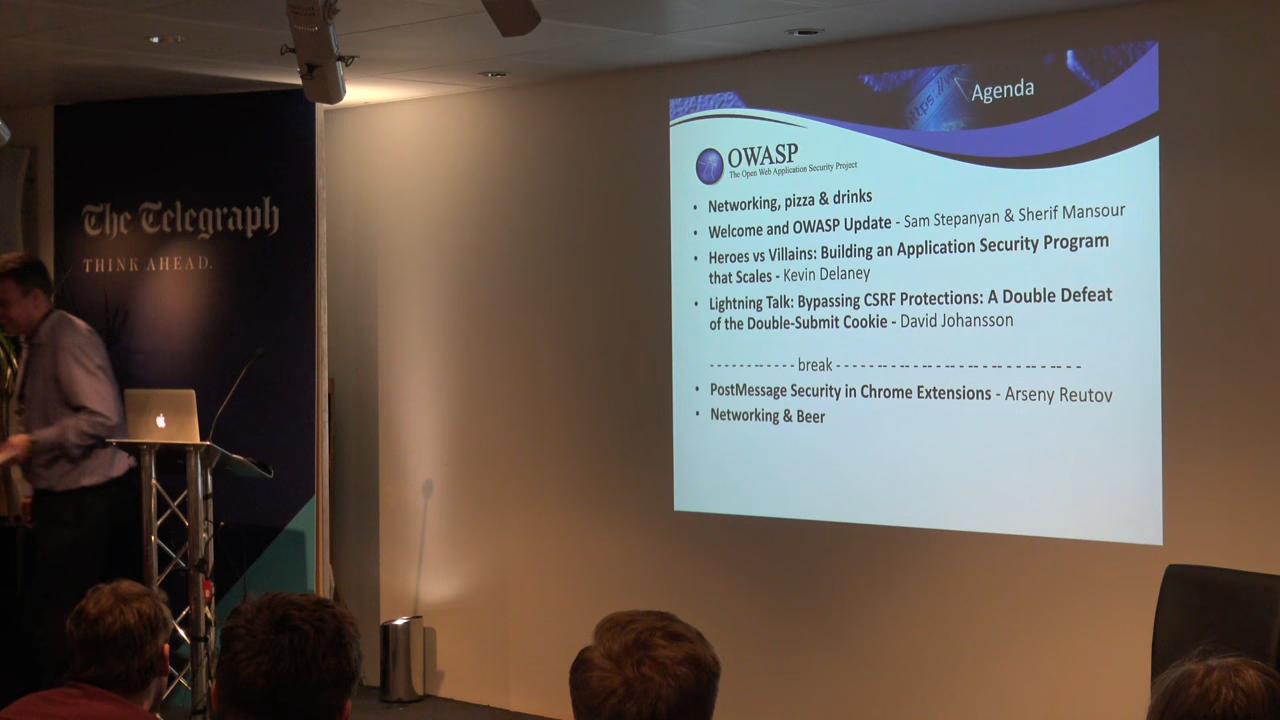 The Telegraph
THINK AHEAD.
Agenda
https://
OWASP
The Open Web Application Security Project
• Networking, pizza & drinks
• Welcome and OWASP Update - Sam Stepanyan & Sherif Mansour
• Heroes vs Villains: Building an Application Security Program
that Scales - Kevin Delaney
• Lightning Talk: Bypassing CSRF Protections: A Double Defeat
of the Double-Submit Cookie - David Johansson
- - - - - - - - - - - - break - - - - - - - - - - - - - - - - - - - - - - - - - - - - - - - - - - -
• PostMessage Security in Chrome Extensions - Arseny Reutov
• Networking & Beer